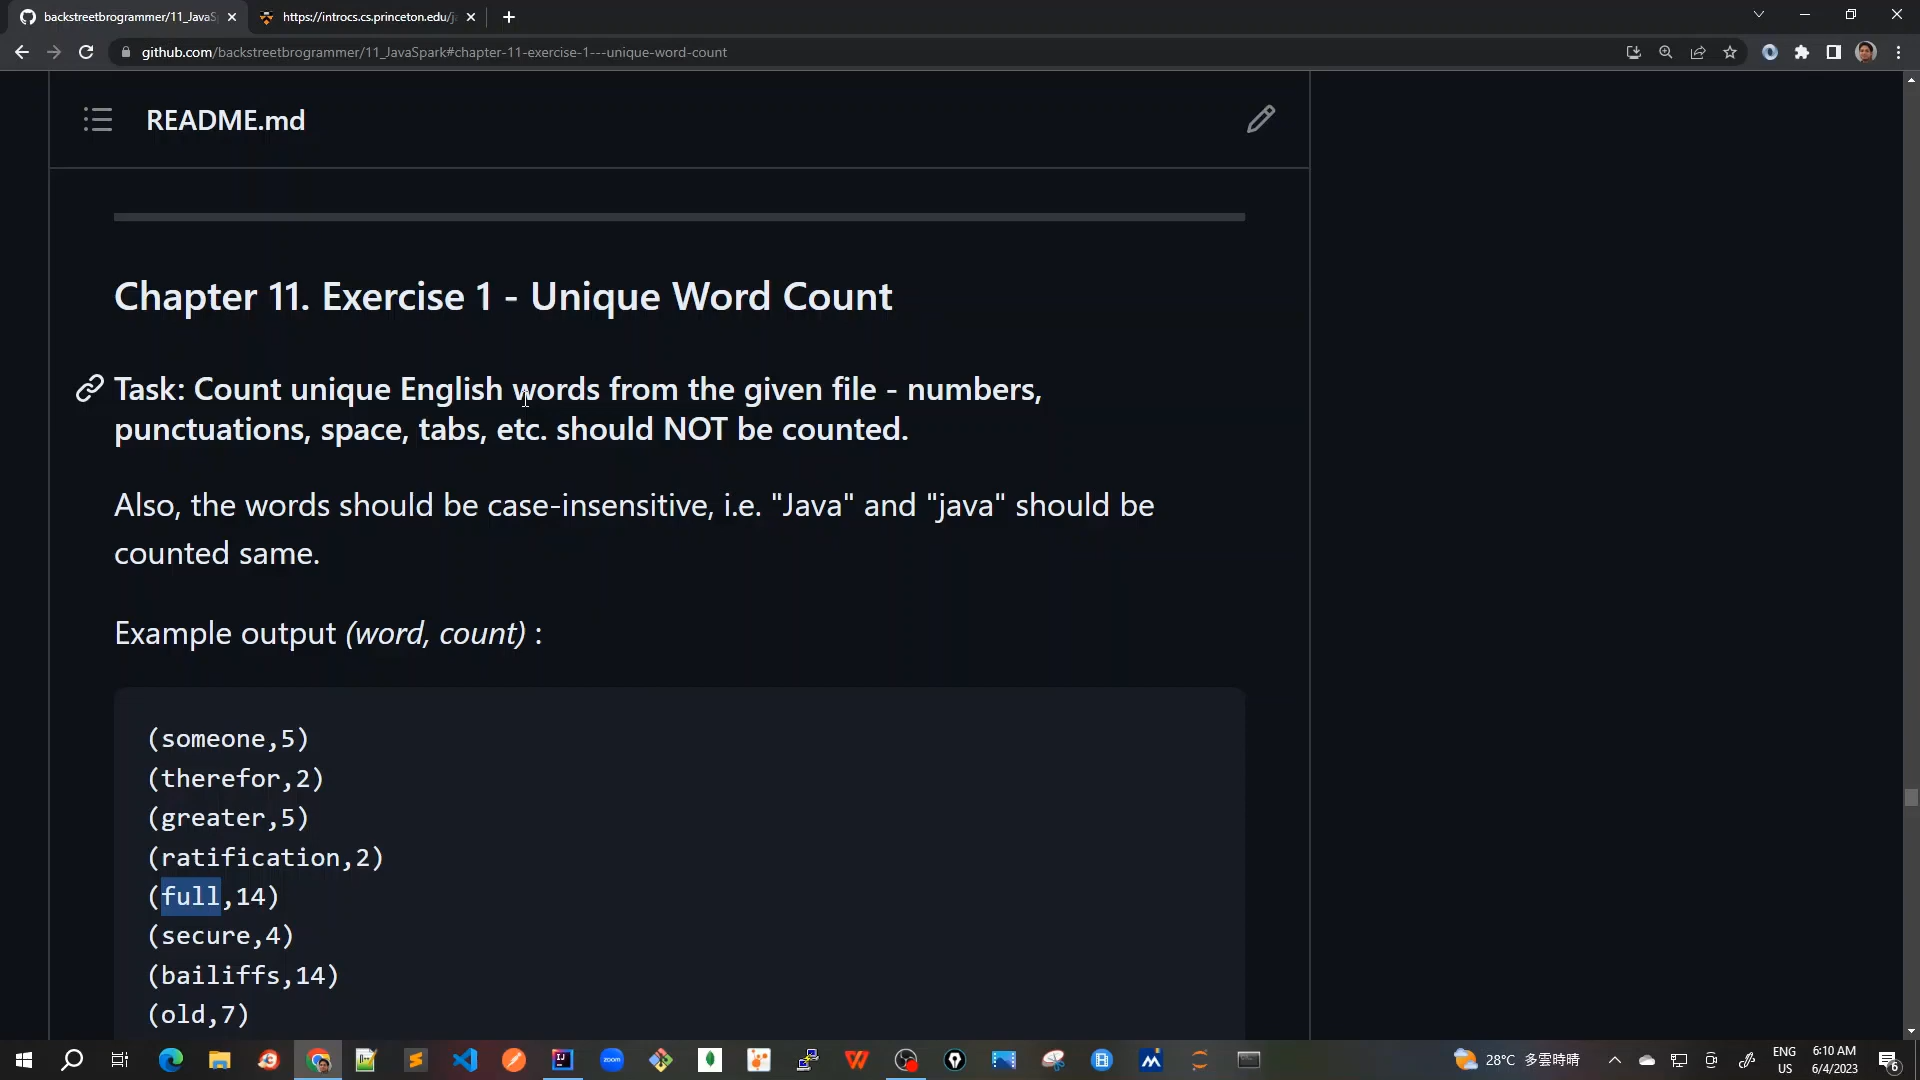 backstreetbrogrammer/11_JavaS
https://introcs.cs.princeton.edu/j
github.com/backstreetbrogrammer/11_JavaSpark#chapter-11-exercise-1---unique-word-count
README.md
Chapter 11. Exercise 1 - Unique Word Count
Task: Count unique English words from the given file - numbers,
punctuations, space, tabs, etc. should NOT be counted.
Also, the words should be case-insensitive, i.e. "Java" and "java" should be
counted same.
Example output (word, count) :
(someone,5)
(therefor,2)
(greater,5)
(ratification,2)
(full,14)
(secure,4)
(bailiffs,14)
(old,7)
zoom
28°C 多雲時晴
ENG
US
6:10 AM
6/4/2023
6